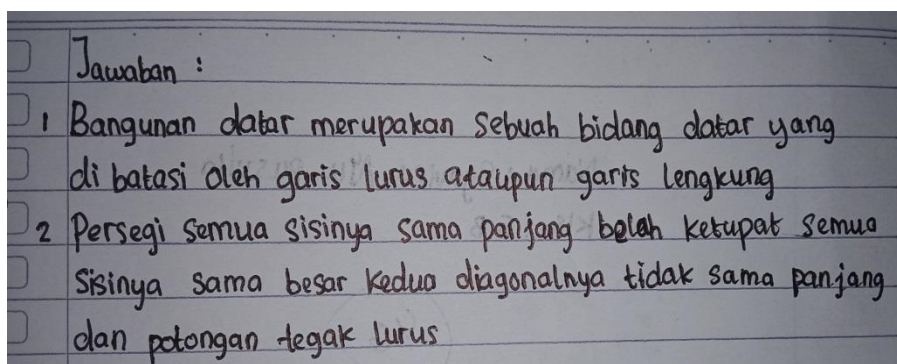 Jawaban :
1 Bangunan datar merupakan sebuah bidang datar yang
di batasi oleh garis lurus ataupun garis lengkung
2 Persegi semua sisinya sama panjang belah ketupat semua
sisinya sama besar kedua diagonalnya tidak sama panjang
dan potongan tegak lurus